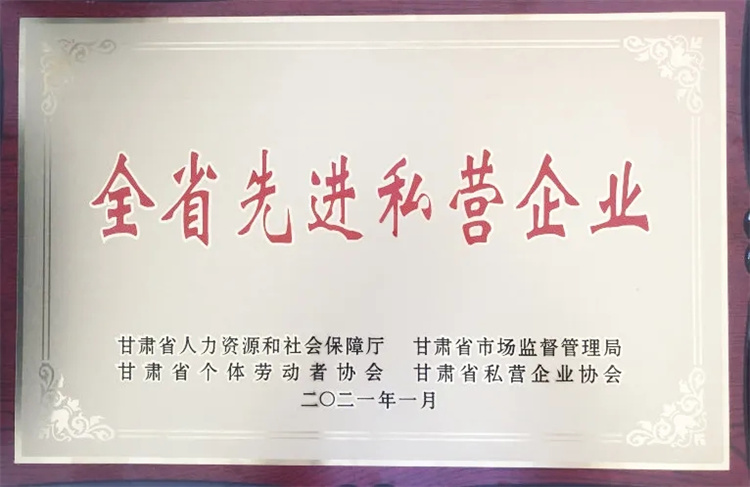 全省先进私营企业
甘肃省人力资源和社会保障厅 甘肃省市场监督管理局
甘肃省个体劳动者协会 甘肃省私营企业协会
二〇二一年一月